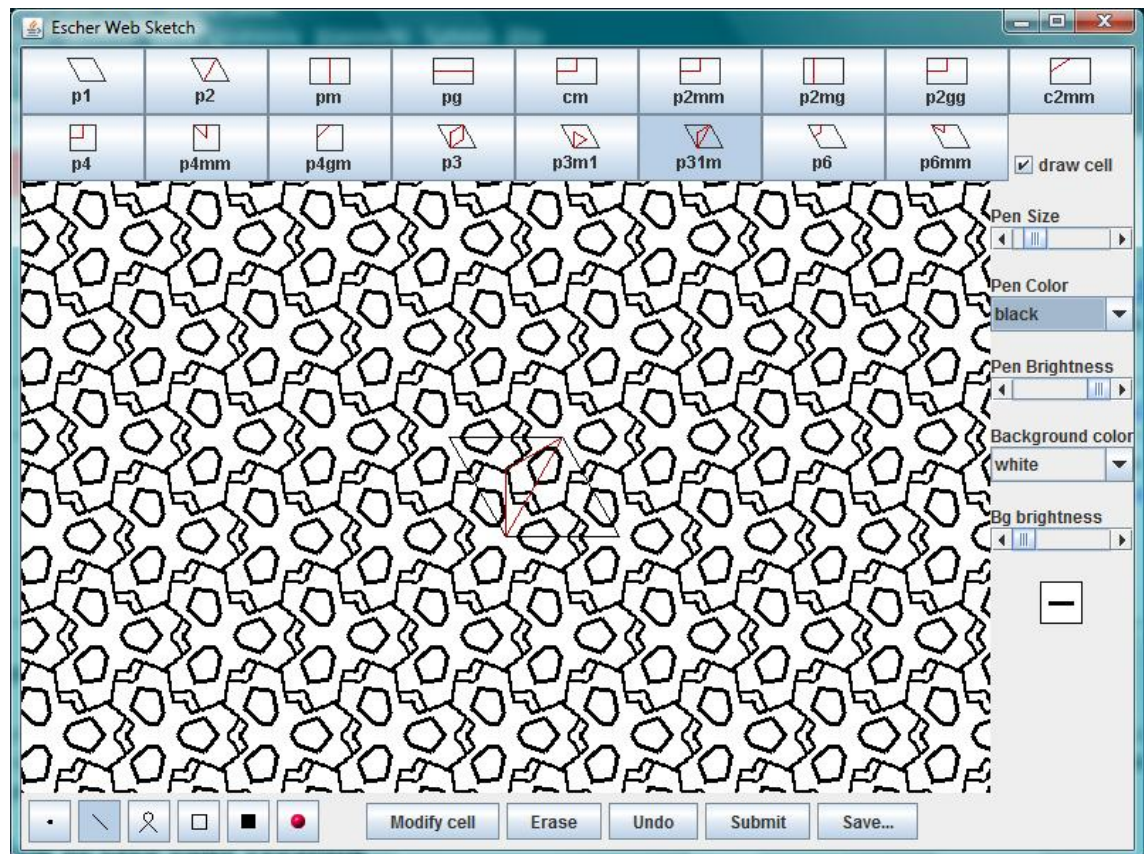 Escher Web Sketch
p1 p2 pm pg cm p2mm p2mg p2gg c2mm
p4 p4mm p4gm p3 p3m1 p31m p6 p6mm draw cell
Pen Size
Pen Color
black
Pen Brightness
Background color
white
Bg brightness
Modify cell Erase Undo Submit Save...